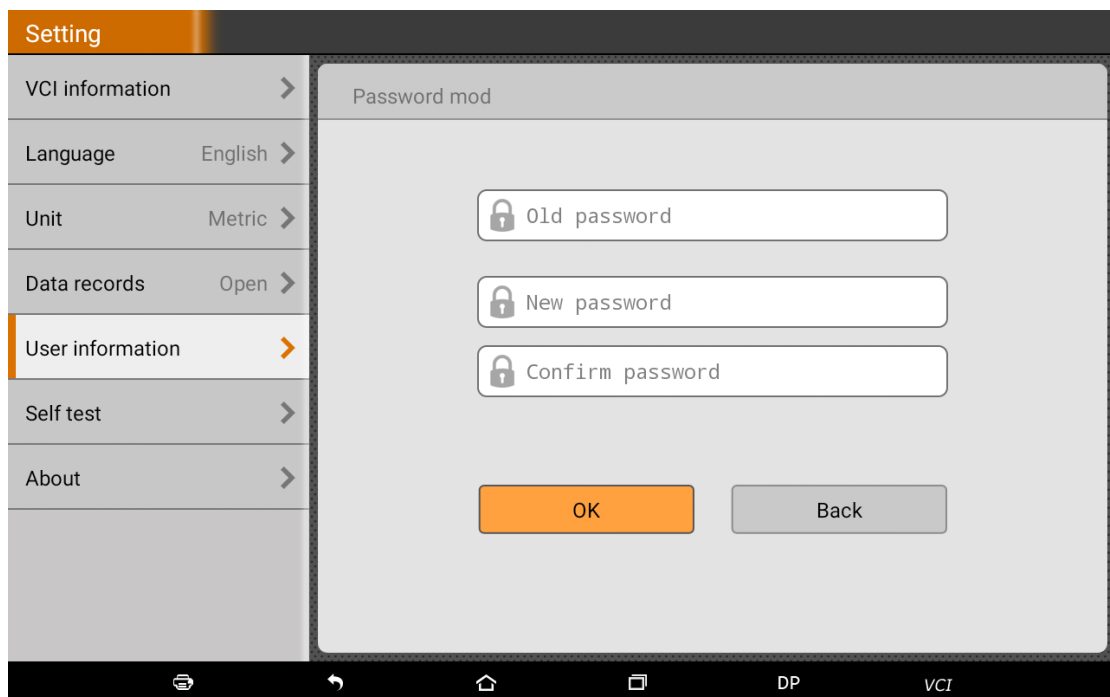 Setting
VCI information
Language English
Unit Metric
Data records Open
User information
Self test
About
Password mod
Old password
New password
Confirm password
OK Back
DP VCI